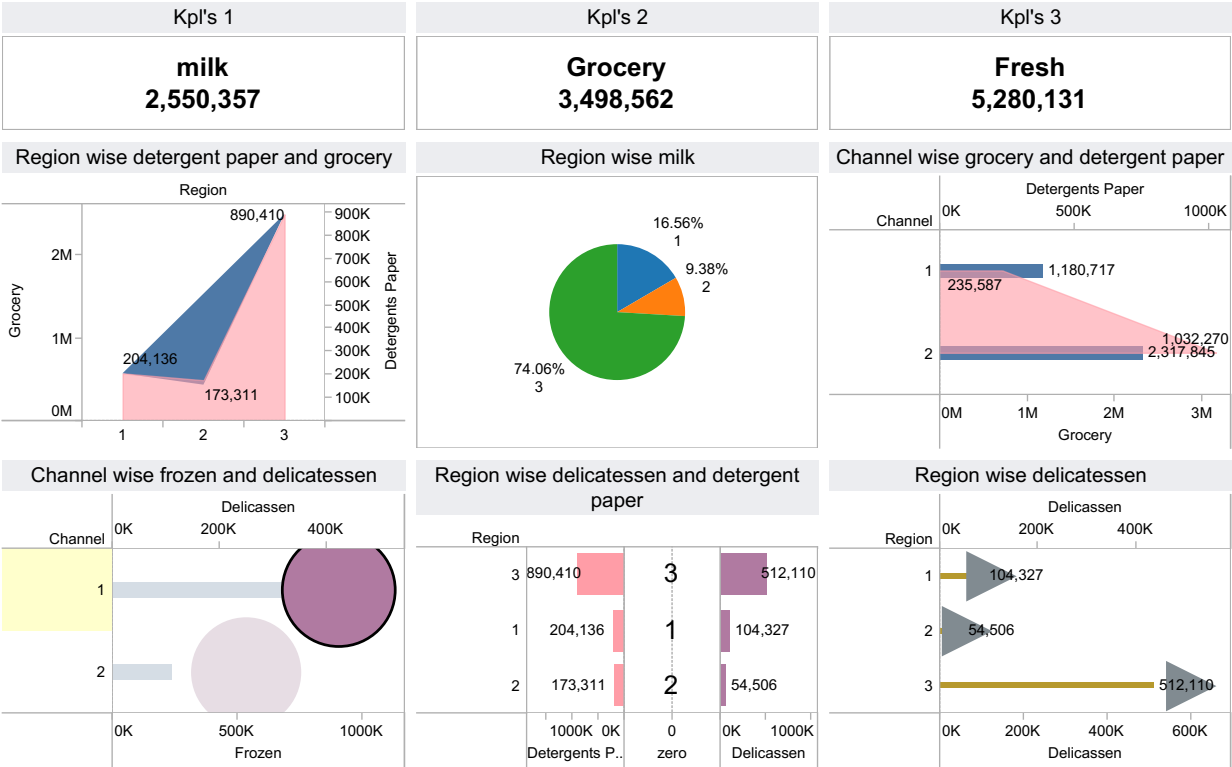 Kpl's 1
milk
2,550,357
Kpl's 2
Grocery
3,498,562
Kpl's 3
Fresh
5,280,131
Region wise detergent paper and grocery
Region
Grocery
2M
1M
0M
890,410
204,136
173,311
900K
800K
700K
600K
500K
400K
300K
200K
100K
Detergents Paper
1
2
3
Region wise milk
16.56%
1
9.38%
2
74.06%
3
Channel wise grocery and detergent paper
Detergents Paper
0K
500K
1000K
Channel
1
1,180,717
235,587
1,032,270
2
2,317,845
0M
1M
2M
3M
Grocery
Channel wise frozen and delicatessen
Delicassen
0K
200K
400K
Channel
1
2
0K
500K
1000K
Frozen
Region wise delicatessen and detergent
paper
Region
3
890,410
3
512,110
1
204,136
1
104,327
2
173,311
2
54,506
1000K
0K
0
0K
1000K
Detergents P..
zero
Delicassen
Region wise delicatessen
Delicassen
0K
200K
400K
Region
1
104,327
2
54,506
3
512,110
0K
200K
400K
600K
Delicassen